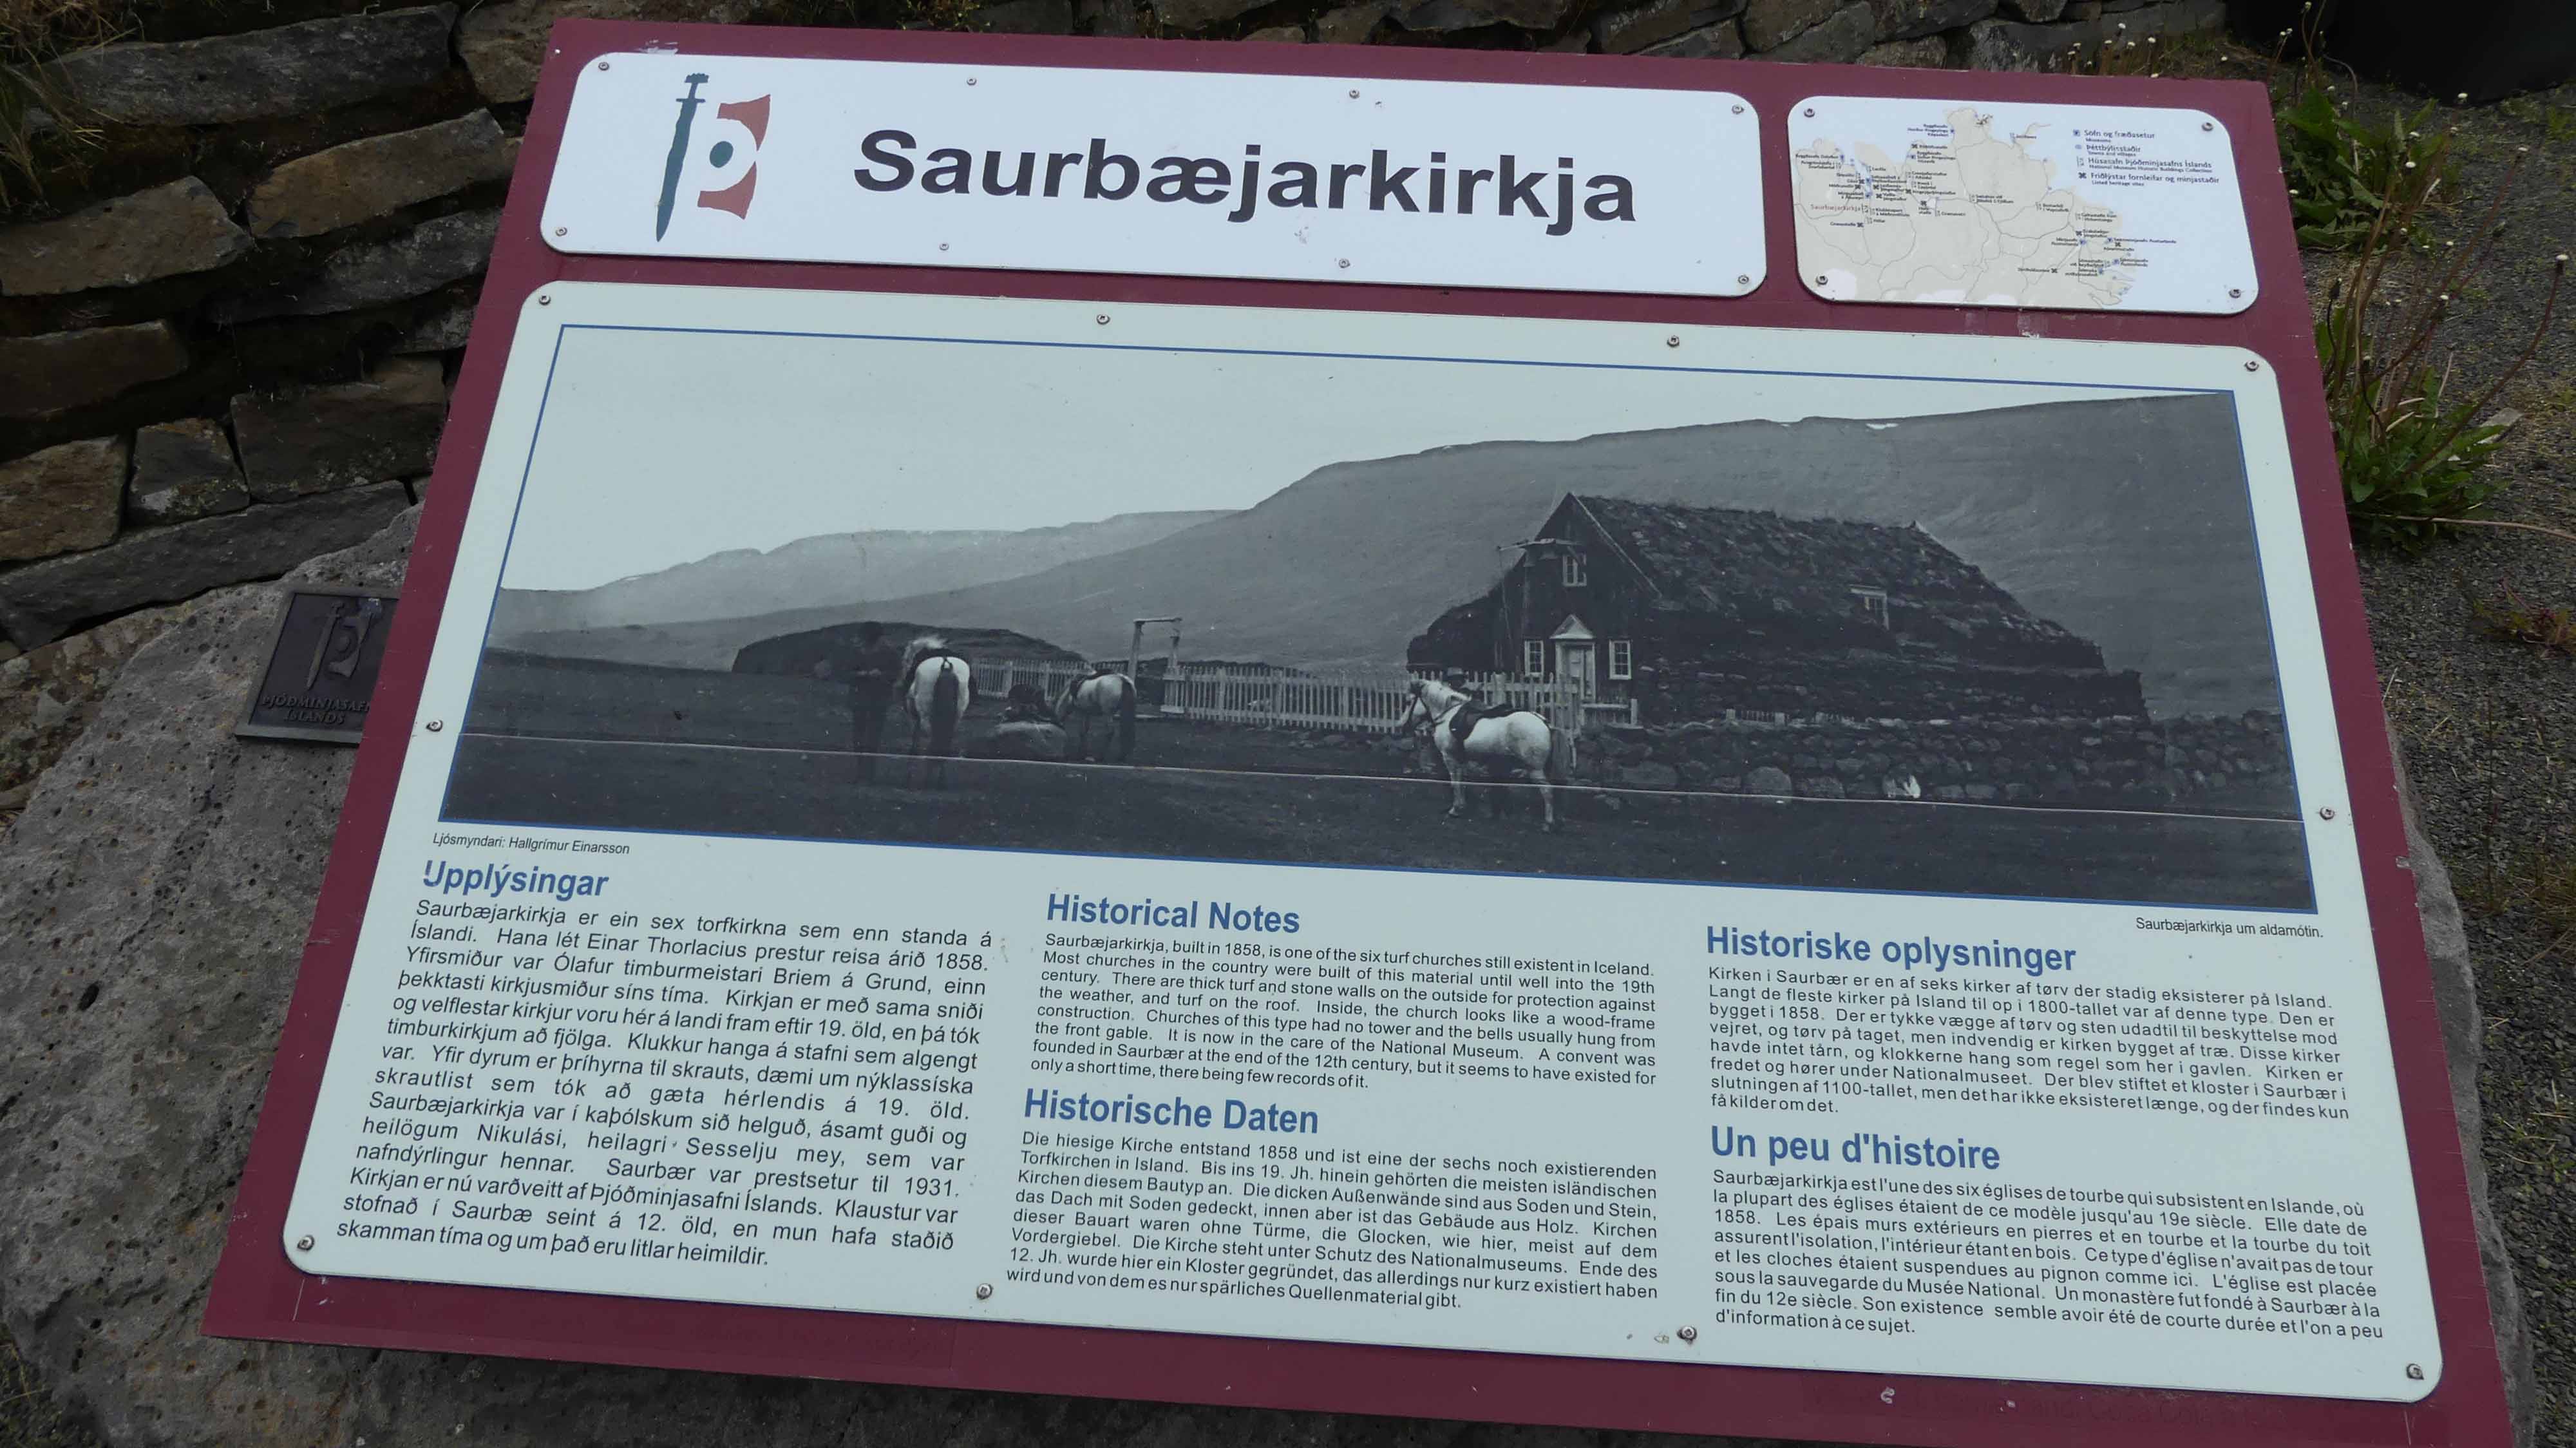 Saurbæjarkirkja
Söfn og fræðusetur
Museums
Þéttbýlisstaðir
Towns and villages
Húsasafn Þjóðminjasafns Íslands
National Museum Historic Buildings Collection
Friðlýstar fornleifar og minjastaðir
Listed heritage sites
Saurbæjarkirkja
ÞJÓÐMINJASAFN
ÍSLANDS
Ljósmyndari: Hallgrímur Einarsson
Saurbæjarkirkja um aldamótin.
Upplýsingar
Saurbæjarkirkja er ein sex torfkirkna sem enn standa á
Íslandi. Hana lét Einar Thorlacius prestur reisa árið 1858.
Yfirsmiður var Ólafur timburmeistari Briem á Grund, einn
þekktasti kirkjusmiður síns tíma. Kirkjan er með sama sniði
og velflestar kirkjur voru hér á landi fram eftir 19. öld, en þá tók
timburkirkjum að fjölga. Klukkur hanga á stafni sem algengt
var. Yfir dyrum er þríhyrna til skrauts, dæmi um nýklassíska
skrautlist sem tók að gæta hérlendis á 19. öld.
Saurbæjarkirkja var í kaþólskum sið helguð, ásamt guði og
heilögum Nikulási, heilagri Sesselju mey, sem var
nafndýrlingur hennar. Saurbær var prestsetur til 1931.
Kirkjan er nú varðveitt af Þjóðminjasafni Íslands. Klaustur var
stofnað í Saurbæ seint á 12. öld, en mun hafa staðið
skamman tíma og um það eru litlar heimildir.
Historical Notes
Saurbæjarkirkja, built in 1858, is one of the six turf churches still existent in Iceland.
Most churches in the country were built of this material until well into the 19th
century. There are thick turf and stone walls on the outside for protection against
the weather, and turf on the roof. Inside, the church looks like a wood-frame
construction. Churches of this type had no tower and the bells usually hung from
the front gable. It is now in the care of the National Museum. A convent was
founded in Saurbær at the end of the 12th century, but it seems to have existed for
only a short time, there being few records of it.
Historische Daten
Die hiesige Kirche entstand 1858 und ist eine der sechs noch existierenden
Torfkirchen in Island. Bis ins 19. Jh. hinein gehörten die meisten isländischen
Kirchen diesem Bautyp an. Die dicken Außenwände sind aus Soden und Stein,
das Dach mit Soden gedeckt, innen aber ist das Gebäude aus Holz. Kirchen
dieser Bauart waren ohne Türme, die Glocken, wie hier, meist auf dem
Vordergiebel. Die Kirche steht unter Schutz des Nationalmuseums. Ende des
12. Jh. wurde hier ein Kloster gegründet, das allerdings nur kurz existiert haben
wird und von dem es nur spärliches Quellenmaterial gibt.
Historiske oplysninger
Kirken i Saurbær er en af seks kirker af tørv der stadig eksisterer på Island.
Langt de fleste kirker på Island til op i 1800-tallet var af denne type. Den er
bygget i 1858. Der er tykke vægge af tørv og sten udadtil til beskyttelse mod
vejret, og tørv på taget, men indvendig er kirken bygget af træ. Disse kirker
havde intet tårn, og klokkerne hang som regel som her i gavlen. Kirken er
fredet og hører under Nationalmuseet. Der blev stiftet et kloster i Saurbær i
slutningen af 1100-tallet, men det har ikke eksisteret længe, og der findes kun
få kilder om det.
Un peu d'histoire
Saurbæjarkirkja est l'une des six églises de tourbe qui subsistent en Islande, où
la plupart des églises étaient de ce modèle jusqu'au 19e siècle. Elle date de
1858. Les épais murs extérieurs en pierres et en tourbe et la tourbe du toit
assurent l'isolation, l'intérieur étant en bois. Ce type d'église n'avait pas de tour
et les cloches étaient suspendues au pignon comme ici. L'église est placée
sous la sauvegarde du Musée National. Un monastère fut fondé à Saurbær à la
fin du 12e siècle. Son existence semble avoir été de courte durée et l'on a peu
d'information à ce sujet.